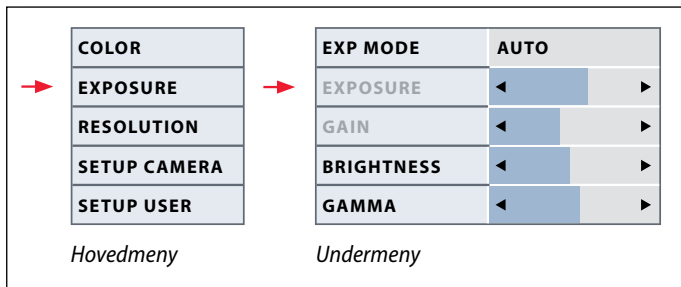 COLOR
EXPOSURE
RESOLUTION
SETUP CAMERA
SETUP USER
Hovedmeny
EXP MODE AUTO
EXPOSURE
GAIN
BRIGHTNESS
GAMMA
Undermeny